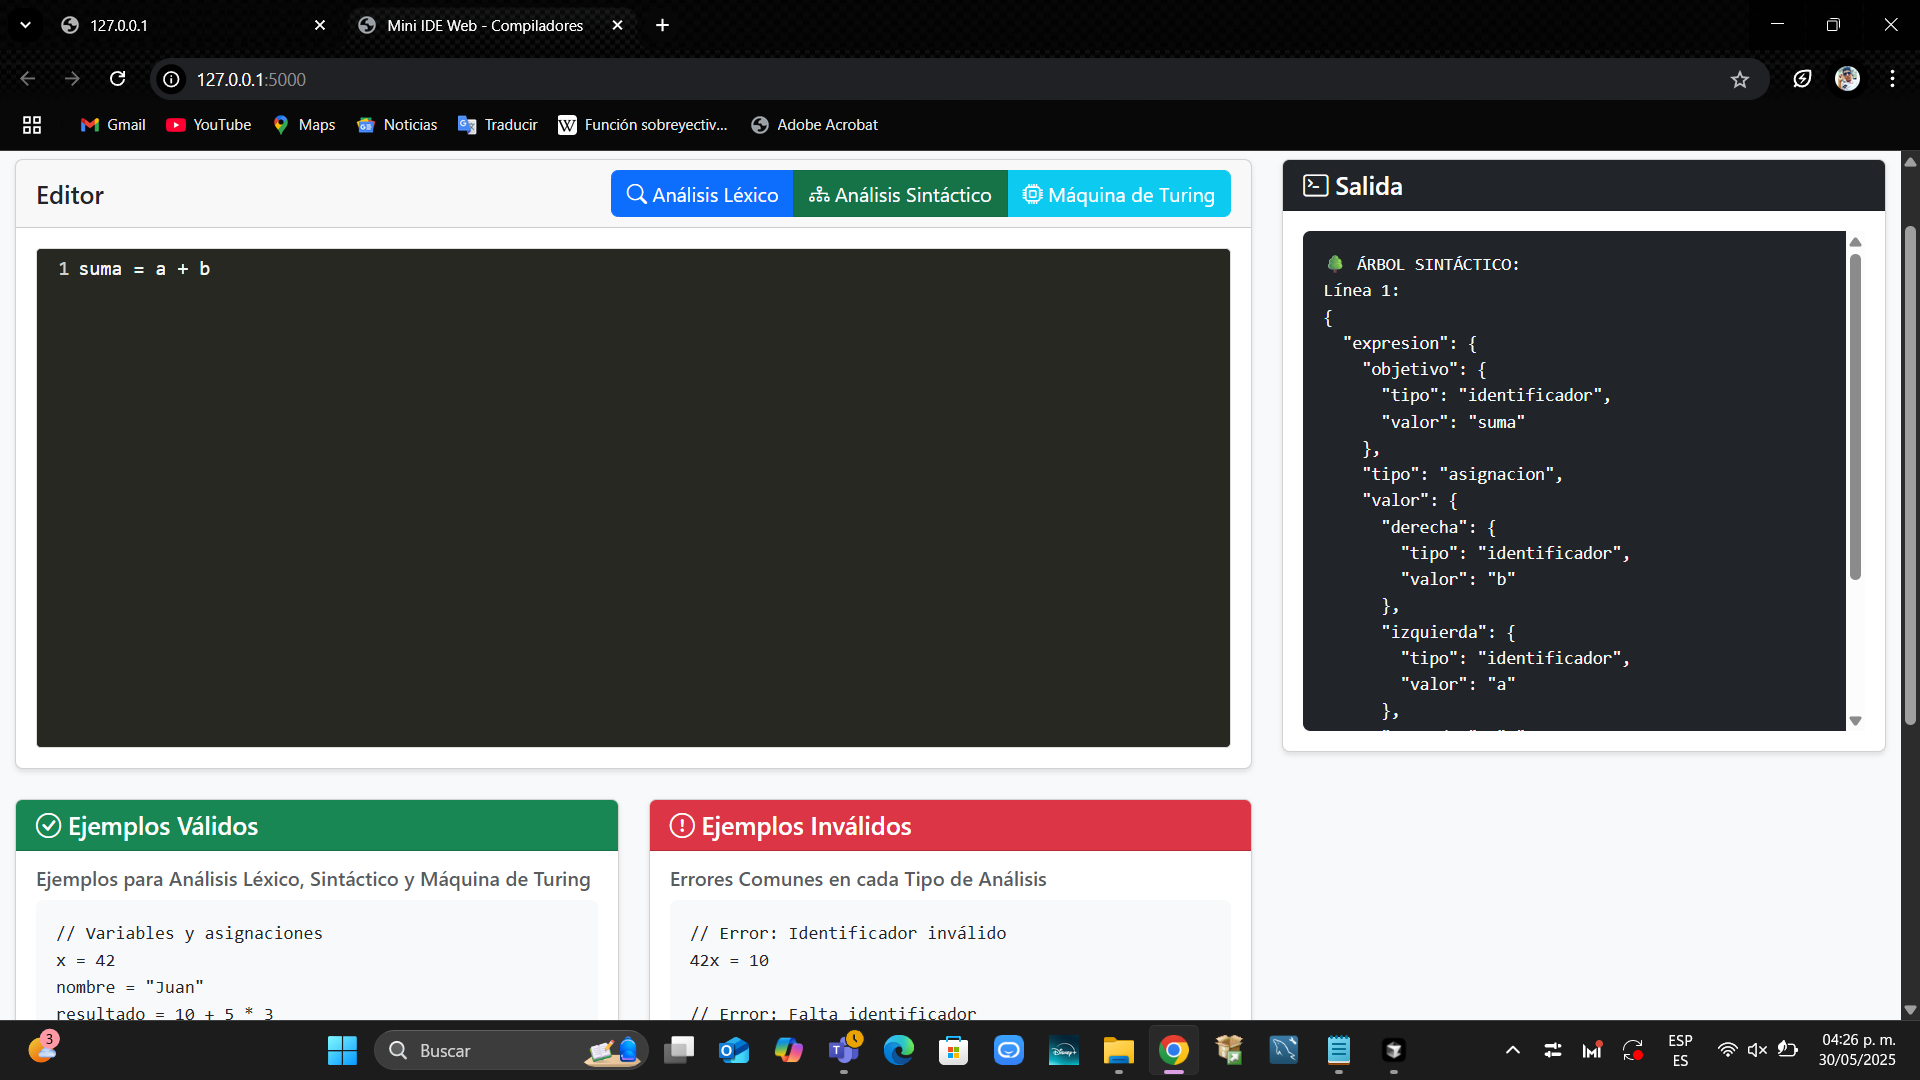 127.0.0.1
Mini IDE Web - Compiladores
127.0.0.1:5000
Gmail
YouTube
Maps
Noticias
Traducir
Función sobreyectiv...
Adobe Acrobat
Editor
Análisis Léxico
Análisis Sintáctico
Máquina de Turing
1 suma = a + b
Salida
ÁRBOL SINTÁCTICO:
Línea 1:
{
"expresion": {
"objetivo": {
"tipo": "identificador",
"valor": "suma"
},
"tipo": "asignacion",
"valor": {
"derecha": {
"tipo": "identificador",
"valor": "b"
},
"izquierda": {
"tipo": "identificador",
"valor": "a"
},
Ejemplos Válidos
Ejemplos para Análisis Léxico, Sintáctico y Máquina de Turing
// Variables y asignaciones
x = 42
nombre = "Juan"
resultado = 10 + 5 * 3
Ejemplos Inválidos
Errores Comunes en cada Tipo de Análisis
// Error: Identificador inválido
42x = 10
// Error: Falta identificador
3
Buscar
ESP
ES
04:26 p. m.
30/05/2025